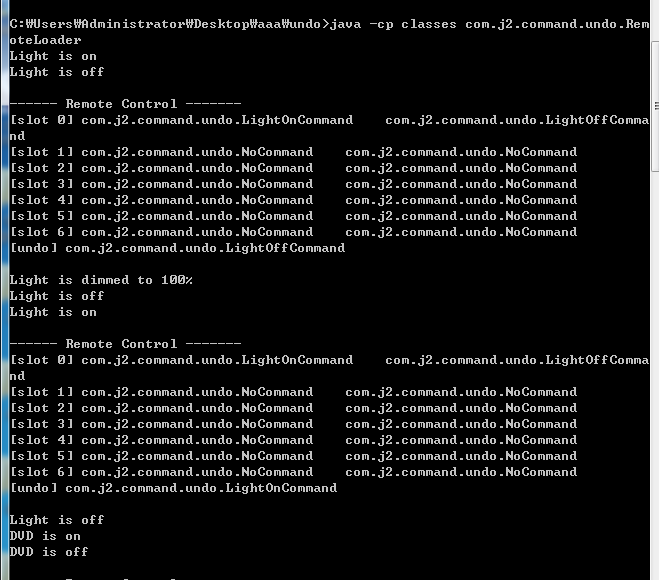 C:₩Users₩Administrator₩Desktop₩aaa₩undo>java -cp classes com.j2.command.undo.Rem
oteLoader
Light is on
Light is off
------ Remote Control -------
[slot 0] com.j2.command.undo.LightOnCommand    com.j2.command.undo.LightOffComma
nd
[slot 1] com.j2.command.undo.NoCommand    com.j2.command.undo.NoCommand
[slot 2] com.j2.command.undo.NoCommand    com.j2.command.undo.NoCommand
[slot 3] com.j2.command.undo.NoCommand    com.j2.command.undo.NoCommand
[slot 4] com.j2.command.undo.NoCommand    com.j2.command.undo.NoCommand
[slot 5] com.j2.command.undo.NoCommand    com.j2.command.undo.NoCommand
[slot 6] com.j2.command.undo.NoCommand    com.j2.command.undo.NoCommand
[undo] com.j2.command.undo.LightOffCommand
Light is dimmed to 100%
Light is off
Light is on
------ Remote Control -------
[slot 0] com.j2.command.undo.LightOnCommand    com.j2.command.undo.LightOffComma
nd
[slot 1] com.j2.command.undo.NoCommand    com.j2.command.undo.NoCommand
[slot 2] com.j2.command.undo.NoCommand    com.j2.command.undo.NoCommand
[slot 3] com.j2.command.undo.NoCommand    com.j2.command.undo.NoCommand
[slot 4] com.j2.command.undo.NoCommand    com.j2.command.undo.NoCommand
[slot 5] com.j2.command.undo.NoCommand    com.j2.command.undo.NoCommand
[slot 6] com.j2.command.undo.NoCommand    com.j2.command.undo.NoCommand
[undo] com.j2.command.undo.LightOnCommand
Light is off
DVD is on
DVD is off